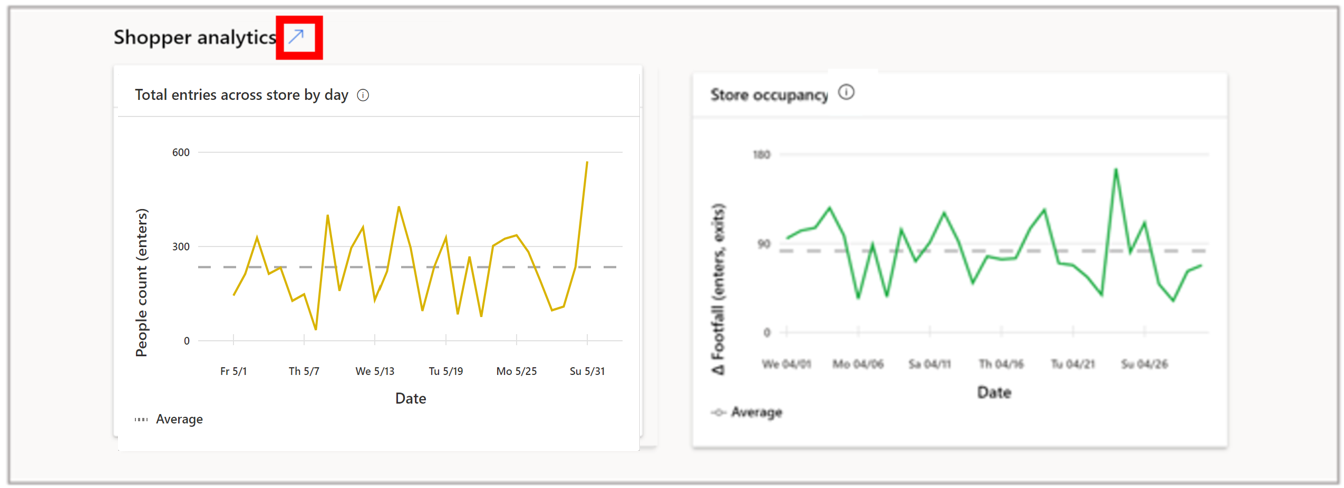 Shopper analytics
Total entries across store by day
600
300
0
People count (enters)
Fr 5/1 Th 5/7 We 5/13 Tu 5/19 Mo 5/25 Su 5/31
Date
Average
Store occupancy
180
90
0
Δ Footfall (enters, exits)
We 04/01 Mo 04/06 Sa 04/11 Th 04/16 Tu 04/21 Su 04/26
Date
Average